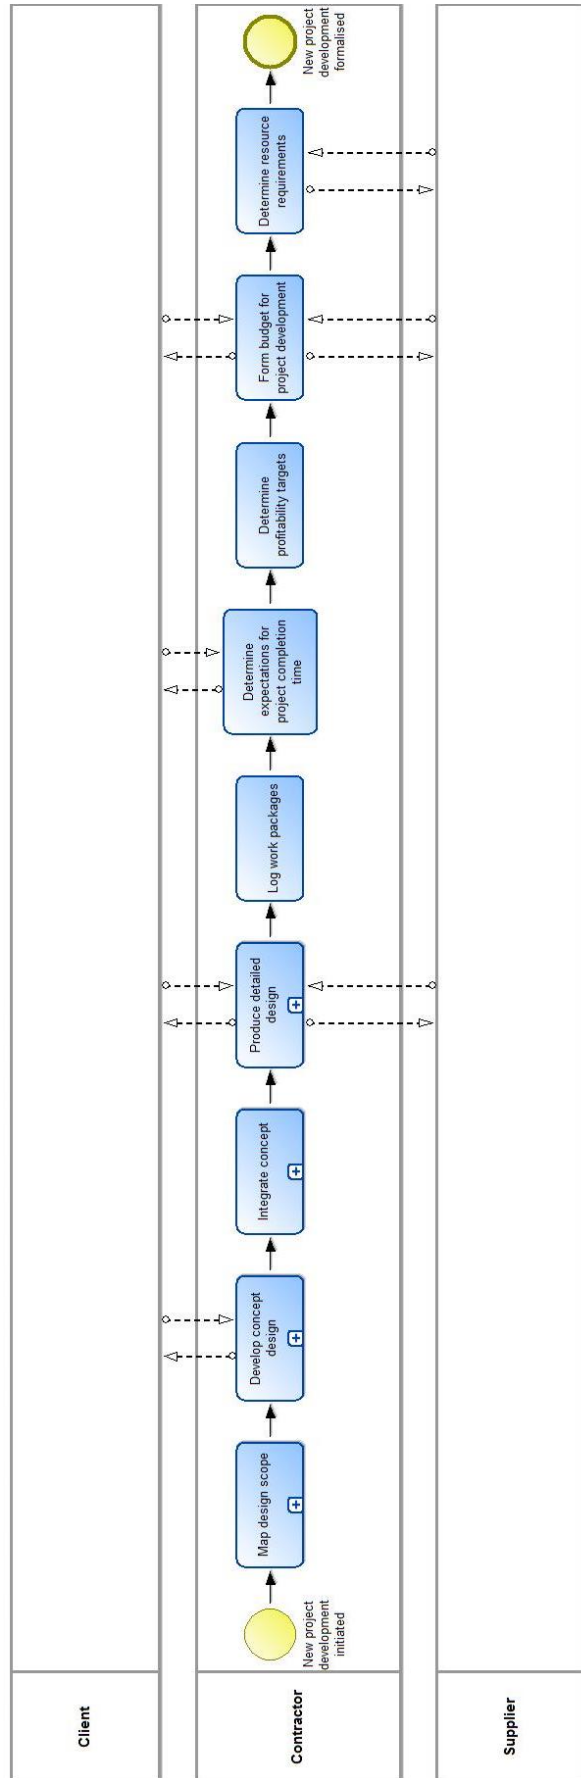 Client
Contractor
New project
development
initiated
Map design scope
Develop concept
design
Integrate concept
Produce detailed
design
Log work packages
Determine
expectations for
project completion
time
Determine
profitability targets
Form budget for
project development
Determine resource
requirements
New project
development
formalised
Supplier